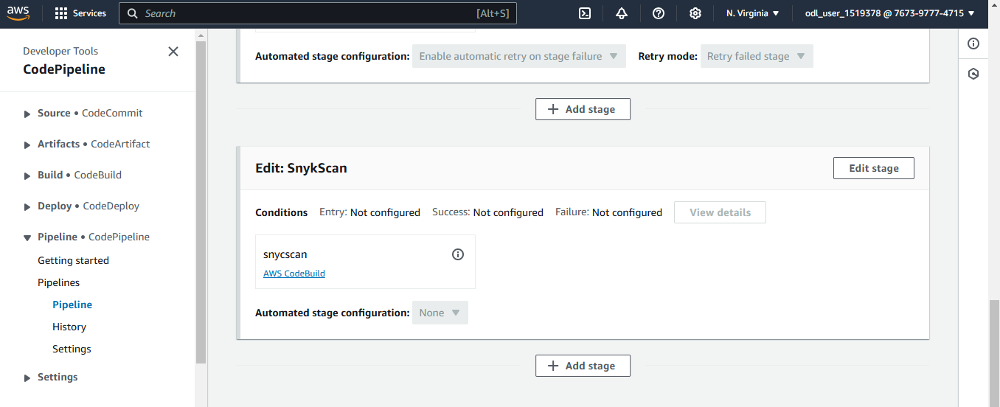 aws Services Search [Alt+S] N. Virginia odl_user_1519378 @ 7673-9777-4715
Developer Tools
CodePipeline
Source • CodeCommit
Artifacts • CodeArtifact
Build • CodeBuild
Deploy • CodeDeploy
Pipeline • CodePipeline
Getting started
Pipelines
Pipeline
History
Settings
Settings
Automated stage configuration: Enable automatic retry on stage failure Retry mode: Retry failed stage
Add stage
Edit: SnykScan Edit stage
Conditions Entry: Not configured Success: Not configured Failure: Not configured View details
snycscan
AWS CodeBuild
Automated stage configuration: None
Add stage